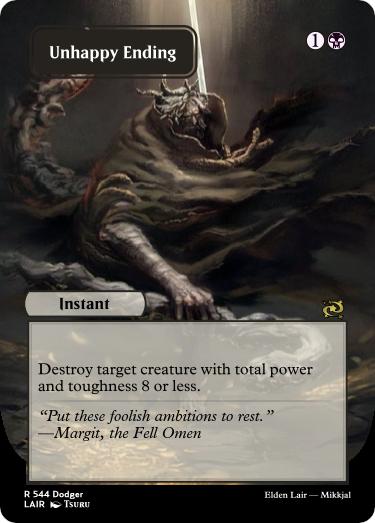 Unhappy Ending
1
Instant
Destroy target creature with total power
and toughness 8 or less.
“Put these foolish ambitions to rest.”
—Margit, the Fell Omen
R 544 Dodger
Elden Lair — Mikkjal
LAIR Tsuru